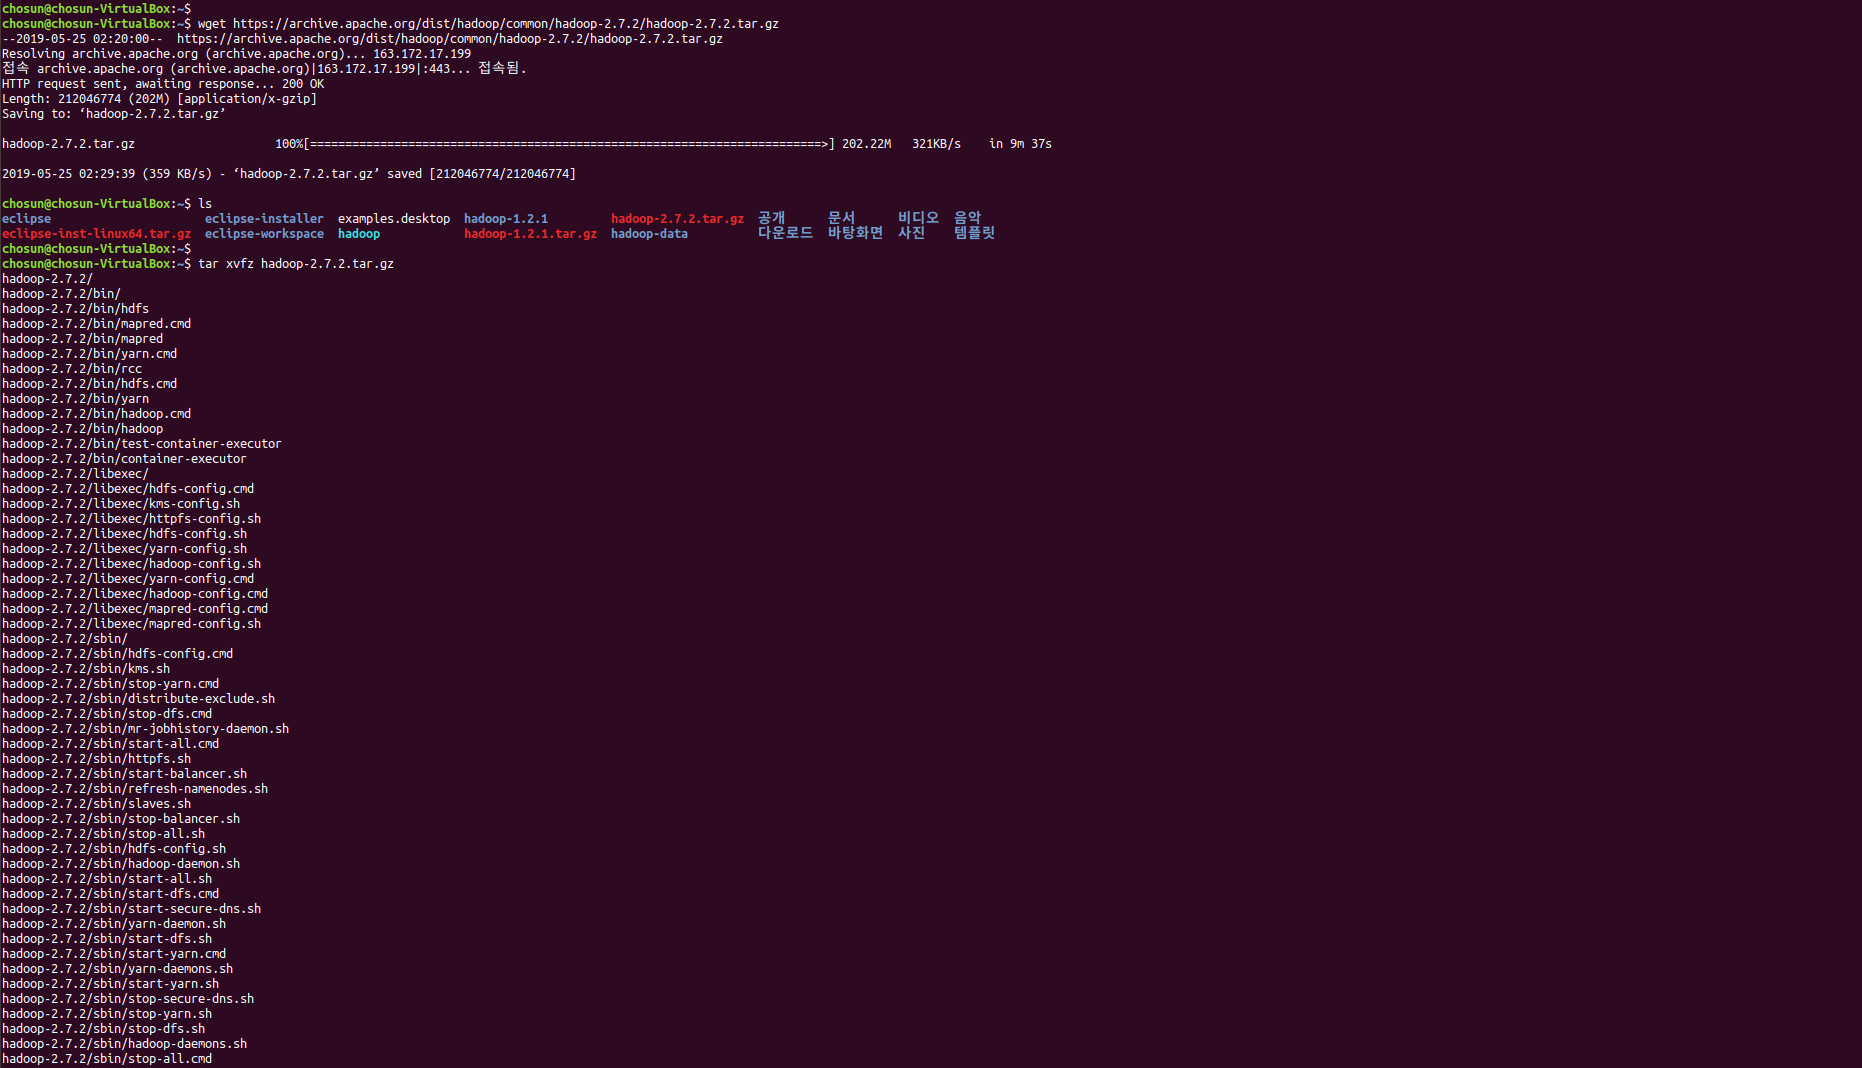 chosun@chosun-VirtualBox:~$
chosun@chosun-VirtualBox:~$ wget https://archive.apache.org/dist/hadoop/common/hadoop-2.7.2/hadoop-2.7.2.tar.gz
--2019-05-25 02:20:00--  https://archive.apache.org/dist/hadoop/common/hadoop-2.7.2/hadoop-2.7.2.tar.gz
Resolving archive.apache.org (archive.apache.org)... 163.172.17.199
접속 archive.apache.org (archive.apache.org)|163.172.17.199|:443... 접속됨.
HTTP request sent, awaiting response... 200 OK
Length: 212046774 (202M) [application/x-gzip]
Saving to: ‘hadoop-2.7.2.tar.gz’
hadoop-2.7.2.tar.gz 100%[=========================================================================>] 202.22M 321KB/s in 9m 37s
2019-05-25 02:29:39 (359 KB/s) - ‘hadoop-2.7.2.tar.gz’ saved [212046774/212046774]
chosun@chosun-VirtualBox:~$ ls
eclipse eclipse-installer examples.desktop hadoop-1.2.1 hadoop-2.7.2.tar.gz 공개 문서 비디오 음악
eclipse-inst-linux64.tar.gz eclipse-workspace hadoop hadoop-1.2.1.tar.gz hadoop-data 다운로드 바탕화면 사진 템플릿
chosun@chosun-VirtualBox:~$
chosun@chosun-VirtualBox:~$ tar xvfz hadoop-2.7.2.tar.gz
hadoop-2.7.2/
hadoop-2.7.2/bin/
hadoop-2.7.2/bin/hdfs
hadoop-2.7.2/bin/mapred.cmd
hadoop-2.7.2/bin/mapred
hadoop-2.7.2/bin/yarn.cmd
hadoop-2.7.2/bin/rcc
hadoop-2.7.2/bin/hdfs.cmd
hadoop-2.7.2/bin/yarn
hadoop-2.7.2/bin/hadoop.cmd
hadoop-2.7.2/bin/hadoop
hadoop-2.7.2/bin/test-container-executor
hadoop-2.7.2/bin/container-executor
hadoop-2.7.2/libexec/
hadoop-2.7.2/libexec/hdfs-config.cmd
hadoop-2.7.2/libexec/kms-config.sh
hadoop-2.7.2/libexec/httpfs-config.sh
hadoop-2.7.2/libexec/hdfs-config.sh
hadoop-2.7.2/libexec/yarn-config.sh
hadoop-2.7.2/libexec/hadoop-config.sh
hadoop-2.7.2/libexec/yarn-config.cmd
hadoop-2.7.2/libexec/hadoop-config.cmd
hadoop-2.7.2/libexec/mapred-config.cmd
hadoop-2.7.2/libexec/mapred-config.sh
hadoop-2.7.2/sbin/
hadoop-2.7.2/sbin/hdfs-config.cmd
hadoop-2.7.2/sbin/kms.sh
hadoop-2.7.2/sbin/stop-yarn.cmd
hadoop-2.7.2/sbin/distribute-exclude.sh
hadoop-2.7.2/sbin/stop-dfs.cmd
hadoop-2.7.2/sbin/mr-jobhistory-daemon.sh
hadoop-2.7.2/sbin/start-all.cmd
hadoop-2.7.2/sbin/httpfs.sh
hadoop-2.7.2/sbin/start-balancer.sh
hadoop-2.7.2/sbin/refresh-namenodes.sh
hadoop-2.7.2/sbin/slaves.sh
hadoop-2.7.2/sbin/stop-balancer.sh
hadoop-2.7.2/sbin/stop-all.sh
hadoop-2.7.2/sbin/hdfs-config.sh
hadoop-2.7.2/sbin/hadoop-daemon.sh
hadoop-2.7.2/sbin/start-all.sh
hadoop-2.7.2/sbin/start-dfs.cmd
hadoop-2.7.2/sbin/start-secure-dns.sh
hadoop-2.7.2/sbin/yarn-daemon.sh
hadoop-2.7.2/sbin/start-dfs.sh
hadoop-2.7.2/sbin/start-yarn.cmd
hadoop-2.7.2/sbin/yarn-daemons.sh
hadoop-2.7.2/sbin/start-yarn.sh
hadoop-2.7.2/sbin/stop-secure-dns.sh
hadoop-2.7.2/sbin/stop-yarn.sh
hadoop-2.7.2/sbin/stop-dfs.sh
hadoop-2.7.2/sbin/hadoop-daemons.sh
hadoop-2.7.2/sbin/stop-all.cmd